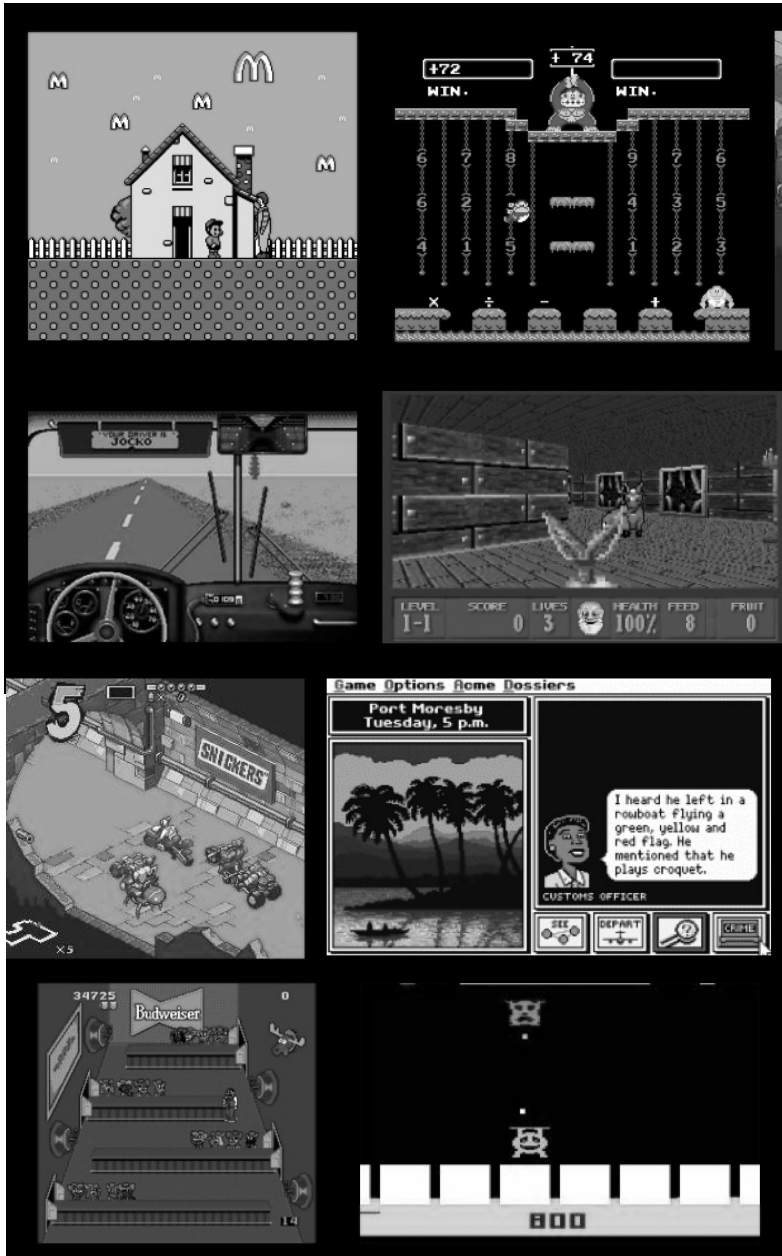 M
M
M
M
M
+72
+ 74
WIN.
WIN.
6 7 8 9 7 6
6 2 4 3 5
4 1 5 1 2 3
× ÷ - +
YOUR DRIVER IS
JOCKO
LEVEL SCORE LIVES HEALTH FEED FRUIT
1-1 0 3 100% 8 0
5
SNICKERS
×5
Game Options Acme Dossiers
Port Moresby
Tuesday, 5 p.m.
I heard he left in a
rowboat flying a
green, yellow and
red flag. He
mentioned that he
plays croquet.
CUSTOMS OFFICER
SEE DEPART ? CRIME
34725 0
Budweiser
14
800